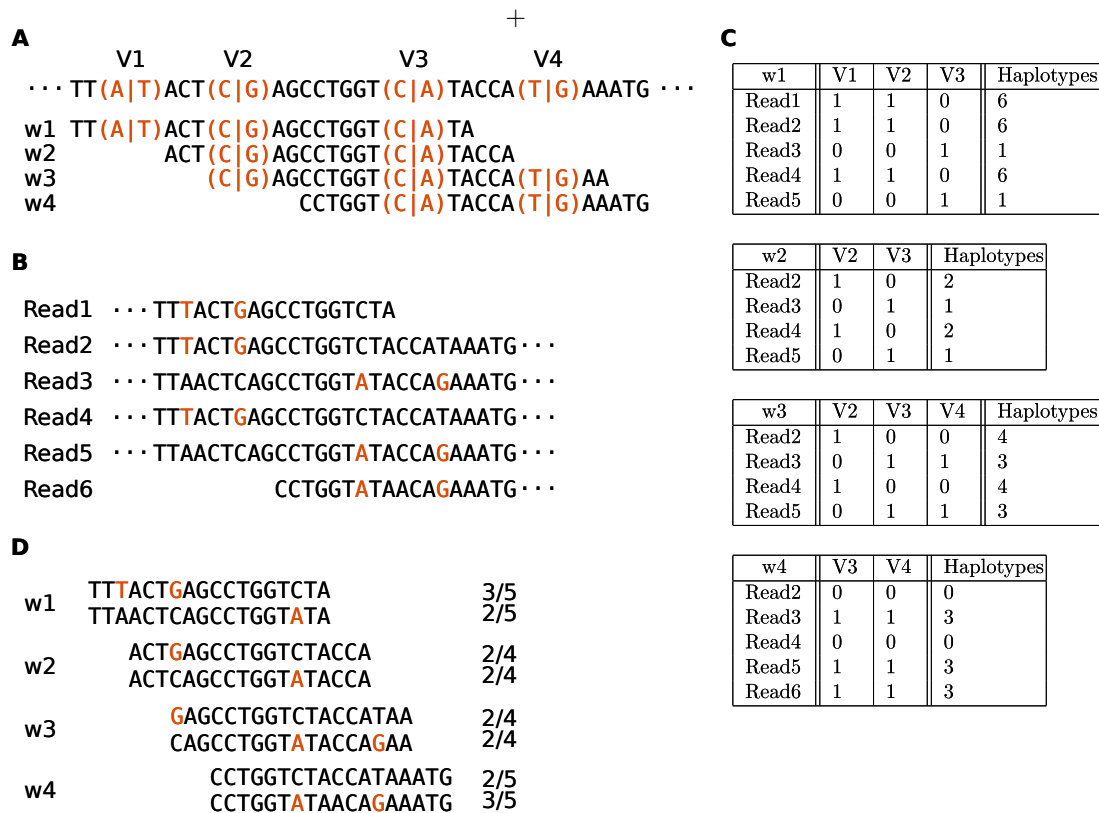 +
A
V1 V2 V3 V4
··· TT(A|T)ACT(C|G)AGCCTGGT(C|A)TACCA(T|G)AAATG ···
w1 TT(A|T)ACT(C|G)AGCCTGGT(C|A)TA
w2 ACT(C|G)AGCCTGGT(C|A)TACCA
w3 (C|G)AGCCTGGT(C|A)TACCA(T|G)AA
w4 CCTGGT(C|A)TACCA(T|G)AAATG
B
Read1 ···TTTACTGAGCCTGGTCTA
Read2 ···TTTACTGAGCCTGGTCTACCATAAATG···
Read3 ···TTAACTCAGCCTGGTATACCAGAAATG···
Read4 ···TTTACTGAGCCTGGTCTACCATAAATG···
Read5 ···TTAACTCAGCCTGGTATACCAGAAATG···
Read6 CCTGGTATAACAGAAATG···
D
w1
TTTACTGAGCCTGGTCTA 3/5
TTAACTCAGCCTGGTATA 2/5
w2
ACTGAGCCTGGTCTACCA 2/4
ACTCAGCCTGGTATACCA 2/4
w3
GAGCCTGGTCTACCATAA 2/4
CAGCCTGGTATACCAGAA 2/4
w4
CCTGGTCTACCATAAATG 2/5
CCTGGTATAACAGAAATG 3/5
C
w1 V1 V2 V3 Haplotypes
Read1 1 1 0 6
Read2 1 1 0 6
Read3 0 0 1 1
Read4 1 1 0 6
Read5 0 0 1 1
w2 V2 V3 Haplotypes
Read2 1 0 2
Read3 0 1 1
Read4 1 0 2
Read5 0 1 1
w3 V2 V3 V4 Haplotypes
Read2 1 0 0 4
Read3 0 1 1 3
Read4 1 0 0 4
Read5 0 1 1 3
w4 V3 V4 Haplotypes
Read2 0 0 0
Read3 1 1 3
Read4 0 0 0
Read5 1 1 3
Read6 1 1 3